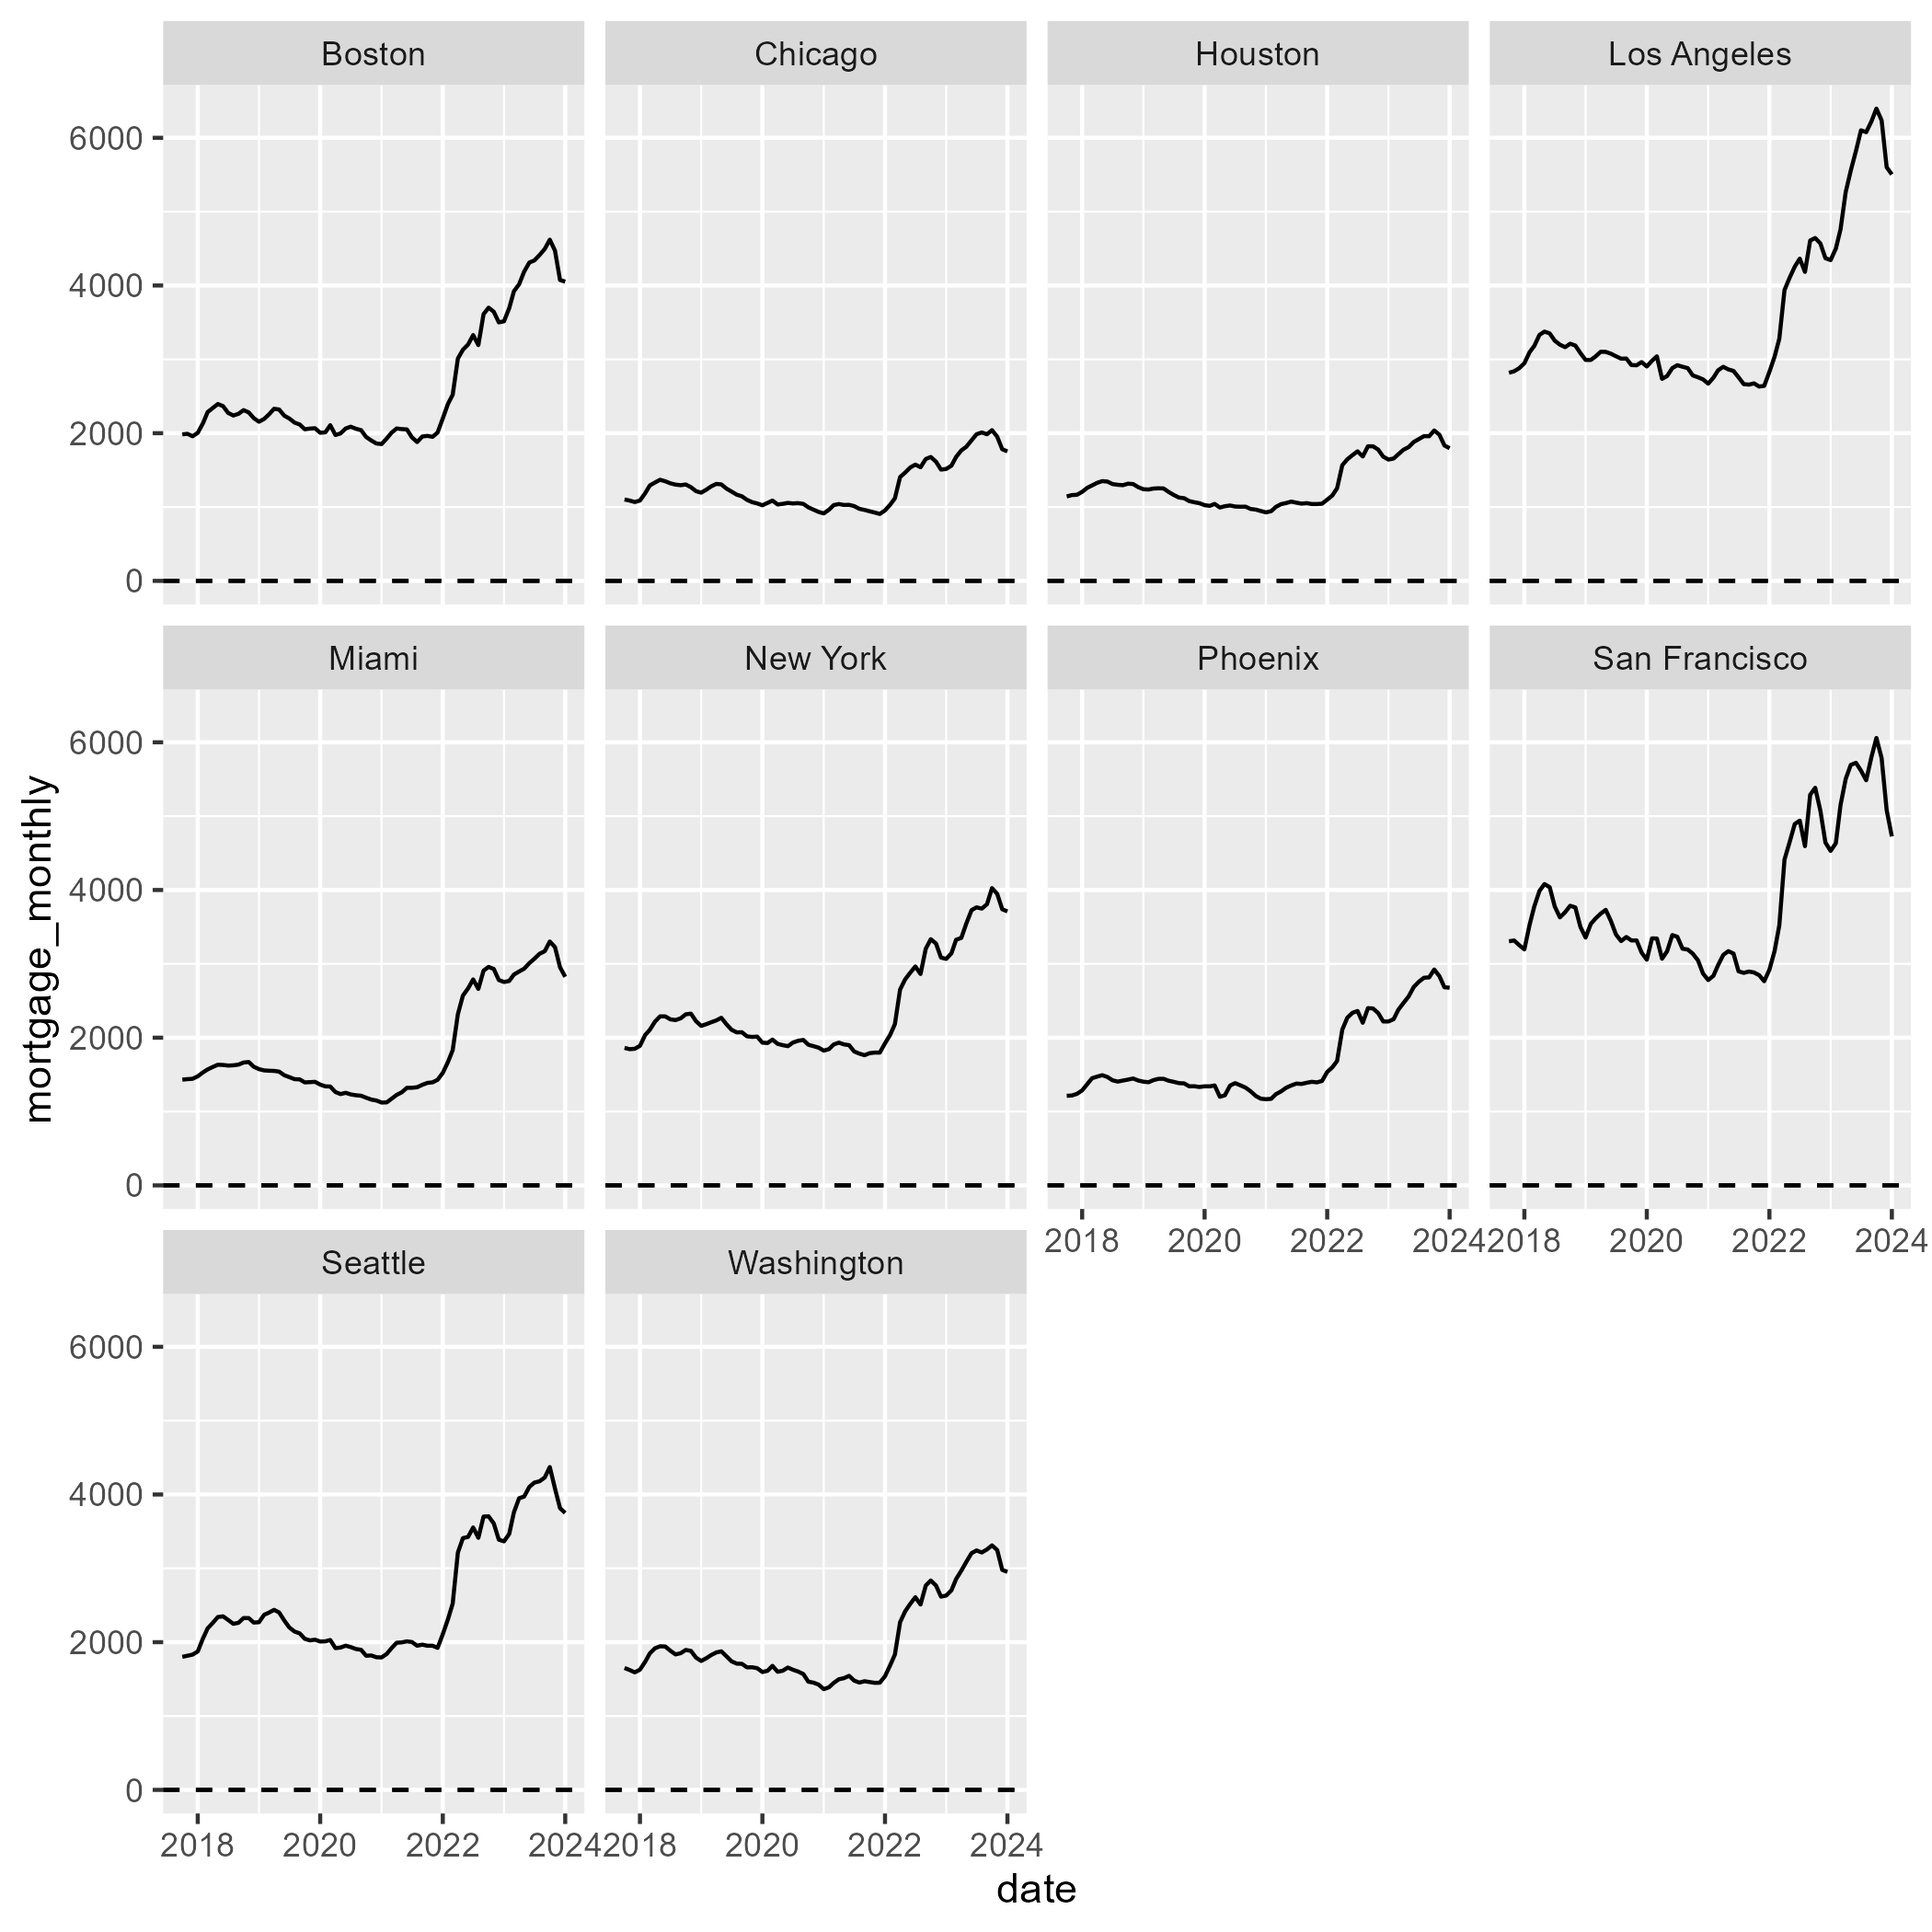 Boston Chicago Houston Los Angeles
6000
4000
2000
0
Miami New York Phoenix San Francisco
6000
4000
2000
0
2018 2020 2022 2024 2018 2020 2022 2024
Seattle Washington
6000
4000
2000
0
2018 2020 2022 2024 2018 2020 2022 2024
date
mortgage_monthly